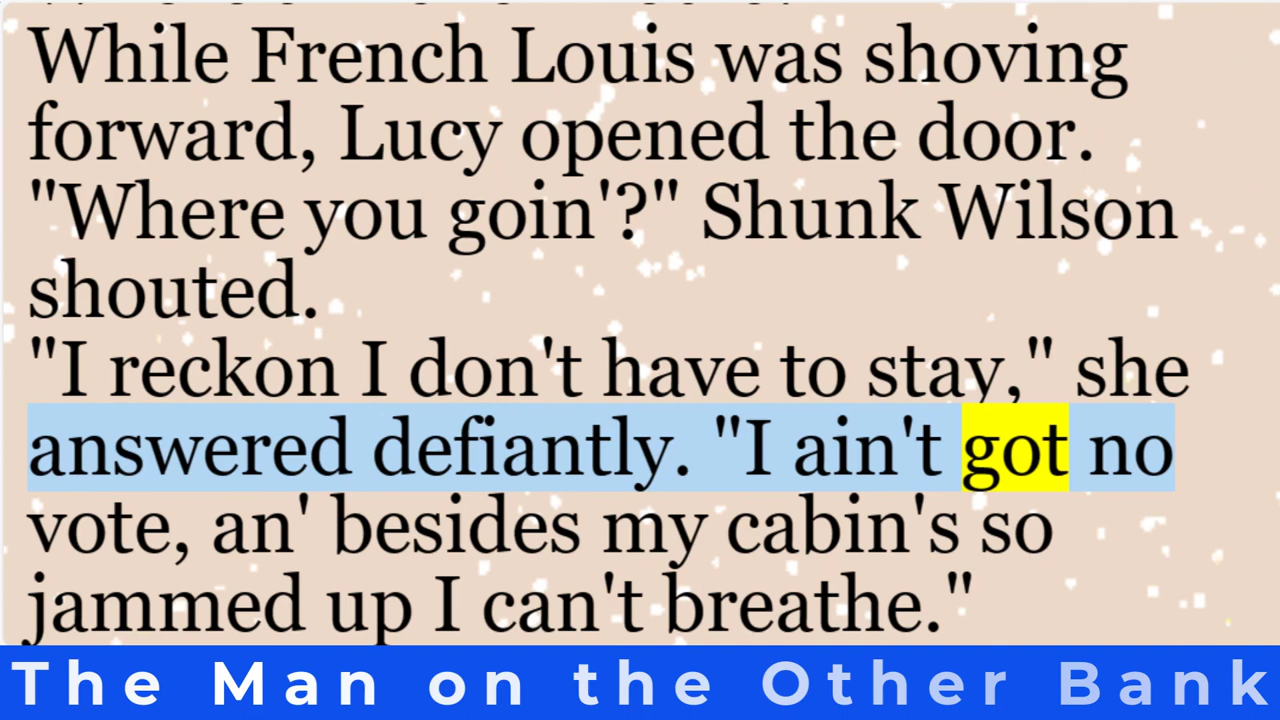 While French Louis was shoving
forward, Lucy opened the door.
"Where you goin'?" Shunk Wilson
shouted.
"I reckon I don't have to stay," she
answered defiantly. "I ain't got no
vote, an' besides my cabin's so
jammed up I can't breathe."
The Man on the Other Bank